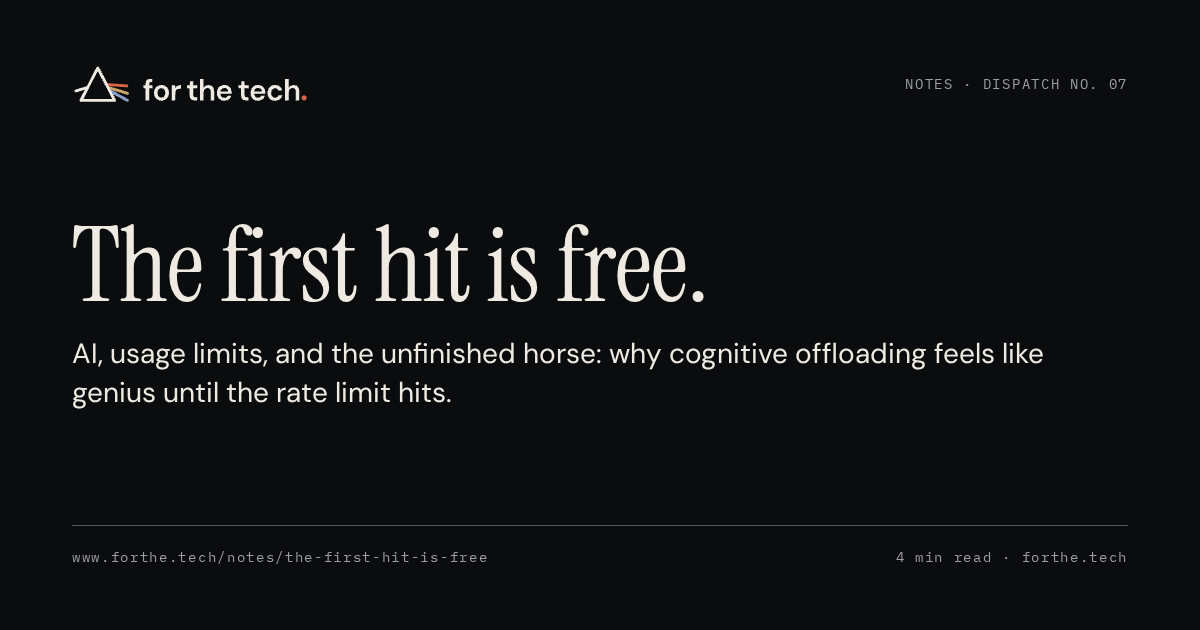 for the tech.
NOTES · DISPATCH NO. 07
The first hit is free.
AI, usage limits, and the unfinished horse: why cognitive offloading feels like
genius until the rate limit hits.
www.forthe.tech/notes/the-first-hit-is-free
4 min read · forthe.tech